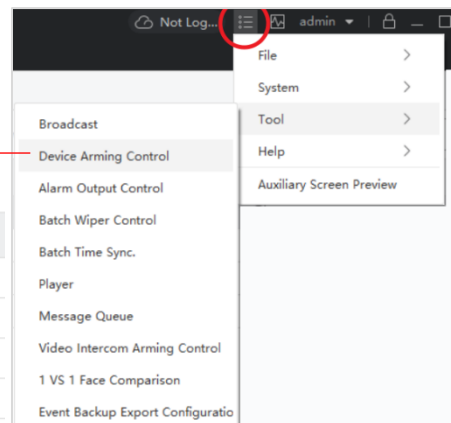 Not Log...
admin
File
System
Tool
Help
Auxiliary Screen Preview
Broadcast
Device Arming Control
Alarm Output Control
Batch Wiper Control
Batch Time Sync.
Player
Message Queue
Video Intercom Arming Control
1 VS 1 Face Comparison
Event Backup Export Configuratio